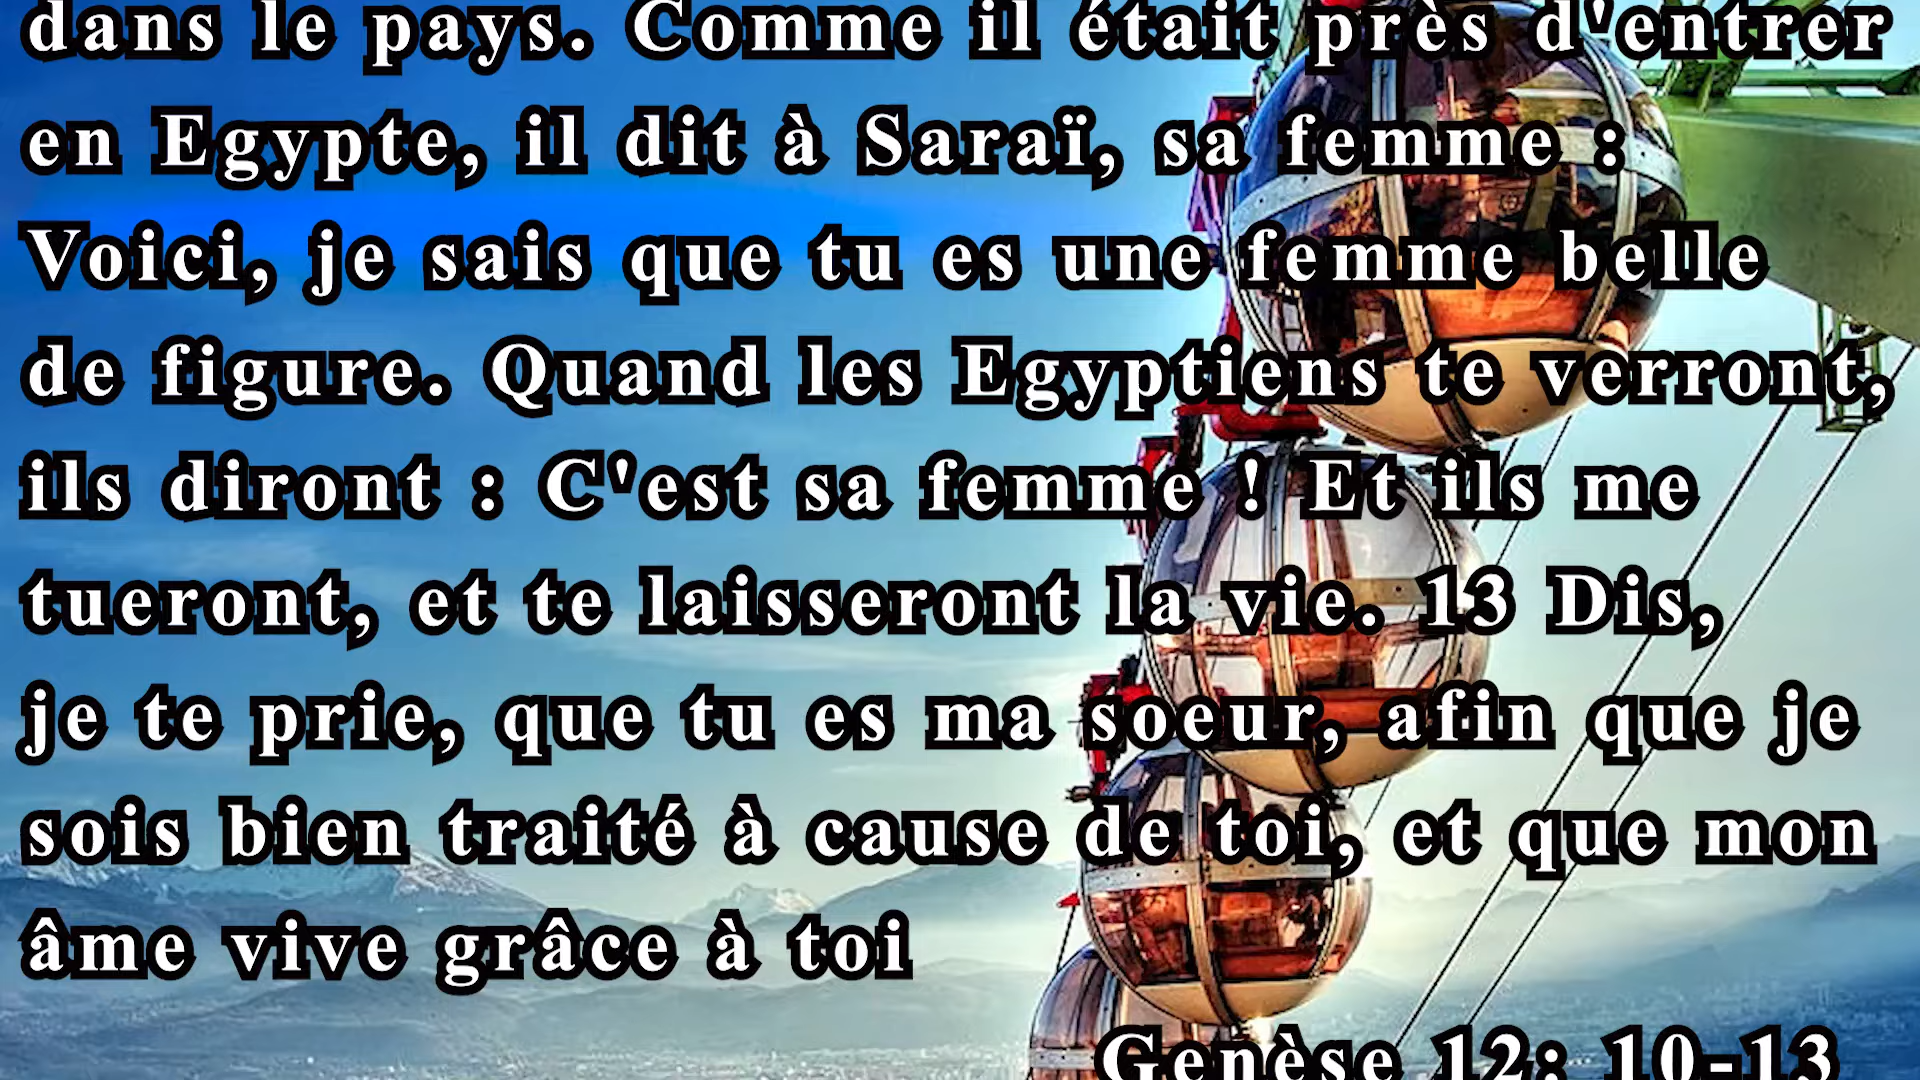 dans le pays. Comme il était près d'entrer
en Egypte, il dit à Saraï, sa femme :
Voici, je sais que tu es une femme belle
de figure. Quand les Egyptiens te verront,
ils diront : C'est sa femme ! Et ils me
tueront, et te laisseront la vie. 13 Dis,
je te prie, que tu es ma soeur, afin que je
sois bien traité à cause de toi, et que mon
âme vive grâce à toi
Genèse 12: 10-13